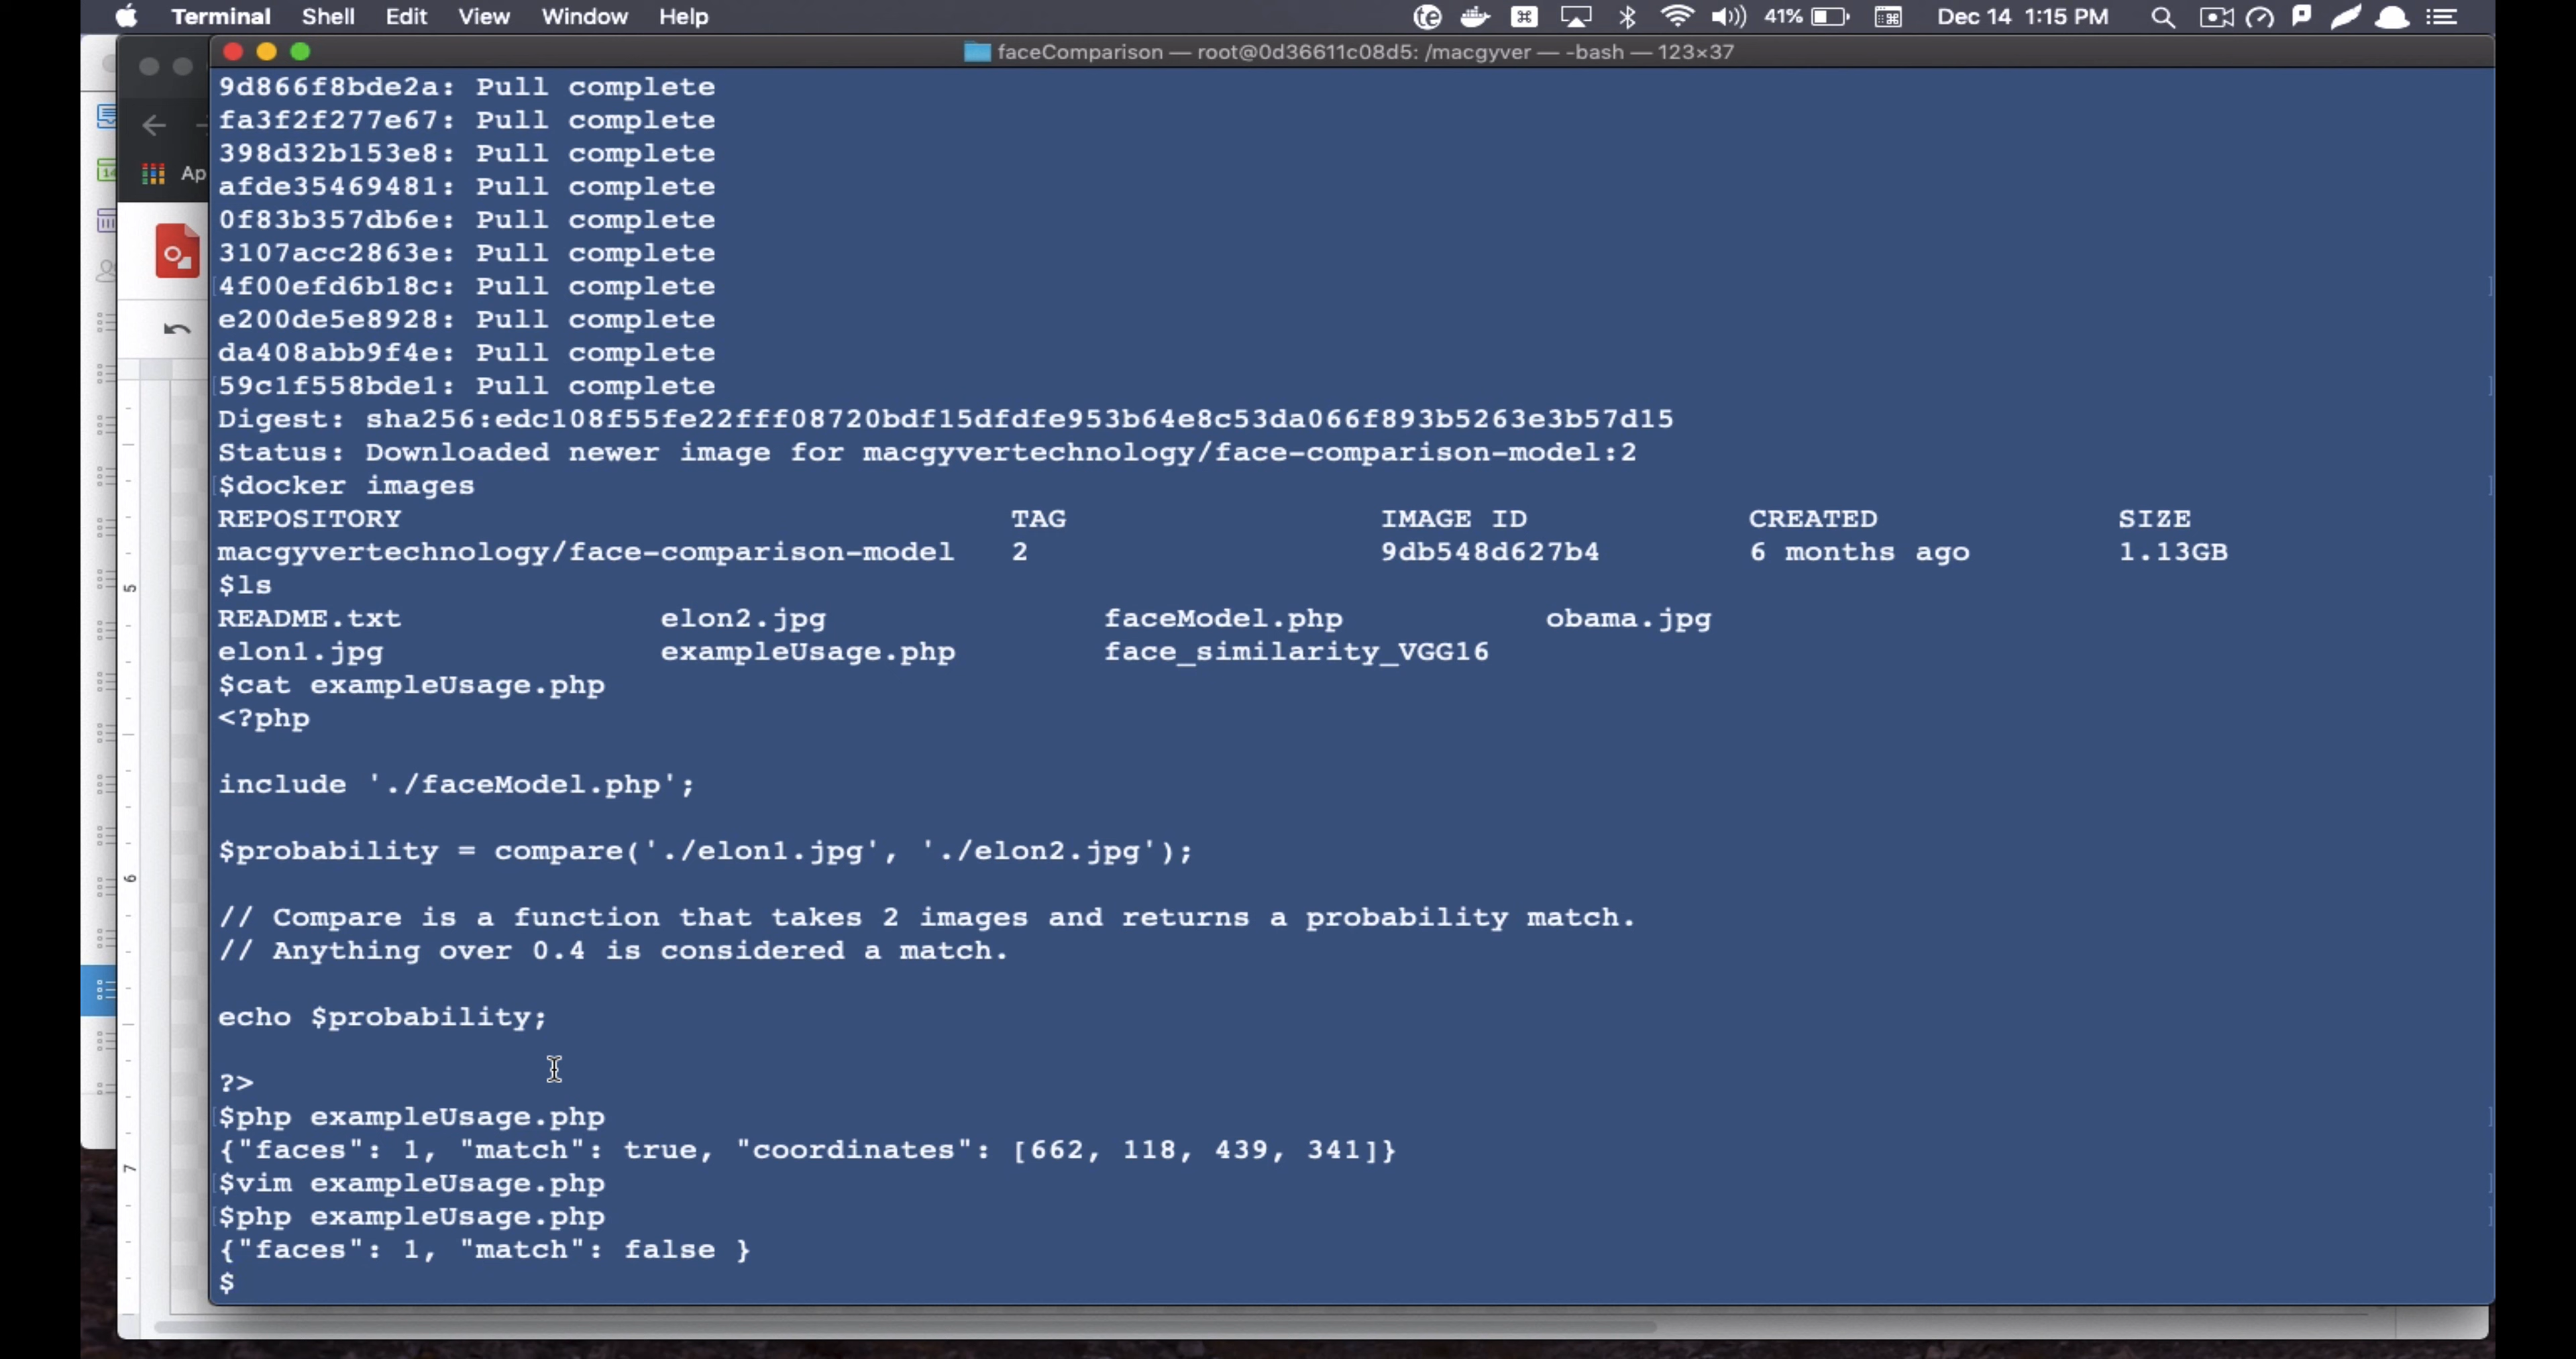 Terminal Shell Edit View Window Help 41% Dec 14 1:15 PM
faceComparison — root@0d36611c08d5: /macgyver — -bash — 123×37
9d866f8bde2a: Pull complete
fa3f2f277e67: Pull complete
398d32b153e8: Pull complete
afde35469481: Pull complete
0f83b357db6e: Pull complete
3107acc2863e: Pull complete
4f00efd6b18c: Pull complete
e200de5e8928: Pull complete
da408abb9f4e: Pull complete
59c1f558bde1: Pull complete
Digest: sha256:edc108f55fe22fff08720bdf15dfdfe953b64e8c53da066f893b5263e3b57d15
Status: Downloaded newer image for macgyvertechnology/face-comparison-model:2
$docker images
REPOSITORY TAG IMAGE ID CREATED SIZE
macgyvertechnology/face-comparison-model 2 9db548d627b4 6 months ago 1.13GB
$ls
README.txt elon2.jpg faceModel.php obama.jpg
elon1.jpg exampleUsage.php face_similarity_VGG16
$cat exampleUsage.php
<?php
include './faceModel.php';
$probability = compare('./elon1.jpg', './elon2.jpg');
// Compare is a function that takes 2 images and returns a probability match.
// Anything over 0.4 is considered a match.
echo $probability;
?>
$php exampleUsage.php
{"faces": 1, "match": true, "coordinates": [662, 118, 439, 341]}
$vim exampleUsage.php
$php exampleUsage.php
{"faces": 1, "match": false }
$
Ap
5
6
7